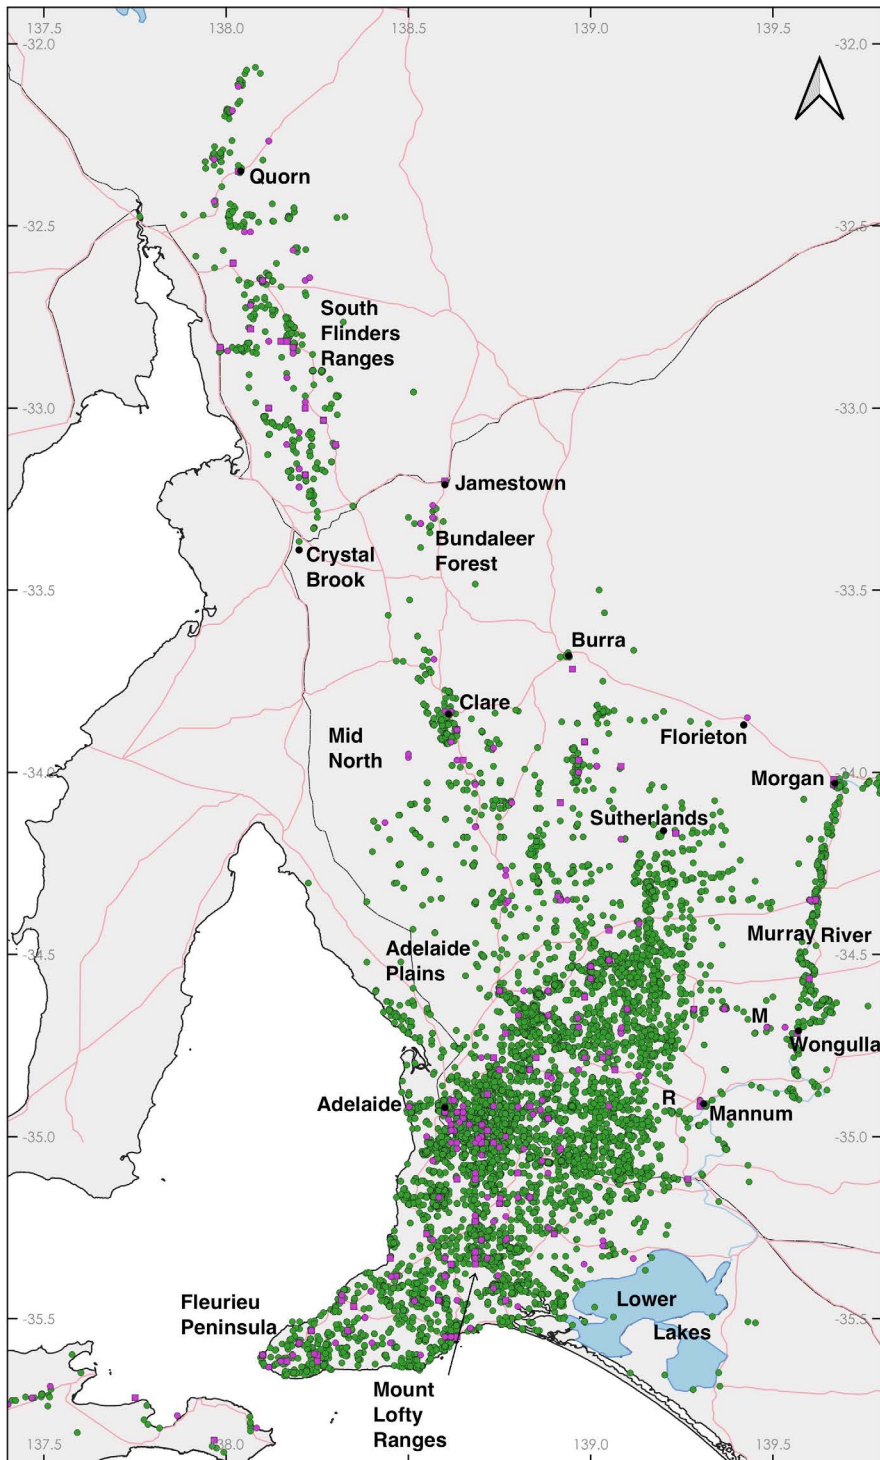 137.5 138.0 138.5 139.0 139.5
-32.0 -32.0
Quorn
-32.5 -32.5
South
Flinders
Ranges
-33.0 -33.0
Jamestown
Bundaleer
Forest
Crystal
Brook
-33.5 -33.5
Burra
Clare
Mid
North
Florieton
-34.0 -34.0
Morgan
Sutherlands
Murray River
Adelaide
Plains
-34.5 -34.5
M
Wongulla
Adelaide
R
Mannum
-35.0 -35.0
Lower
Lakes
Fleurieu
Peninsula
-35.5 -35.5
Mount
Lofty
Ranges
137.5 138.0 139.0 139.5